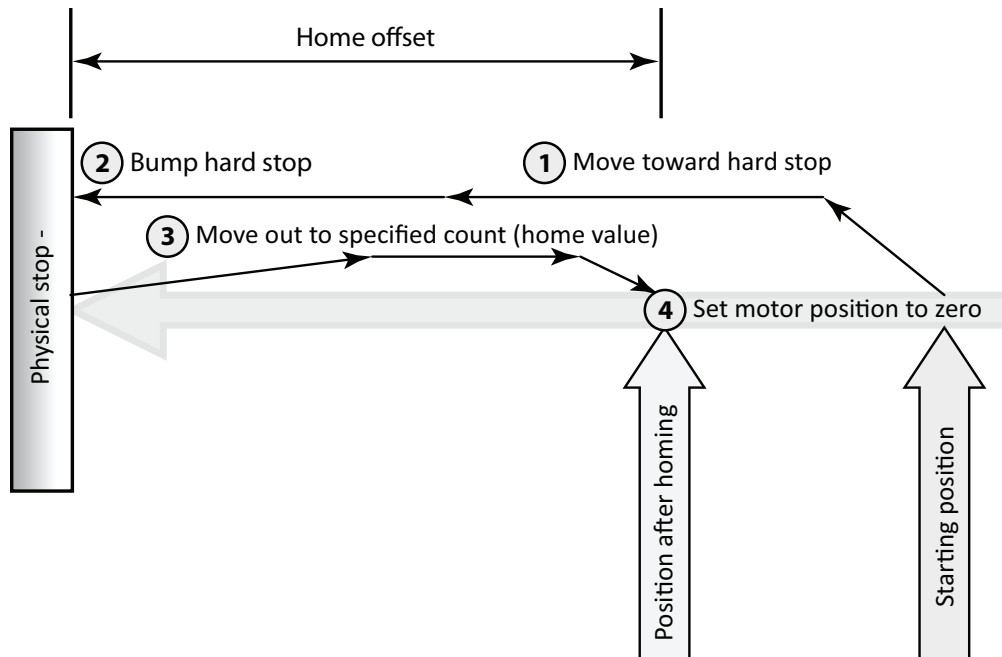 Home offset
2 Bump hard stop
1 Move toward hard stop
3 Move out to specified count (home value)
4 Set motor position to zero
Physical stop -
Position after homing
Starting position